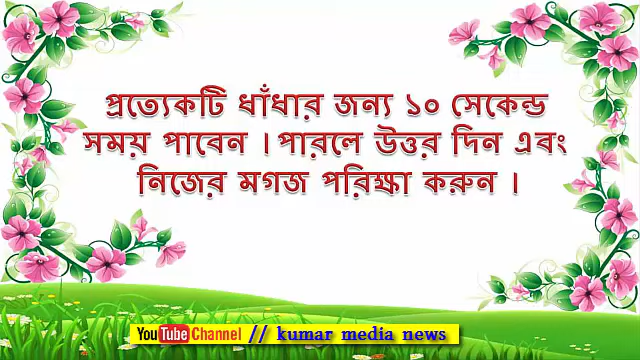 প্রত্যেকটি ধাঁধার জন্য ১০ সেকেন্ড
সময় পাবেন ।পারলে উত্তর দিন এবং
নিজের মগজ পরিক্ষা করুন ।
YouTube Channel // kumar media news